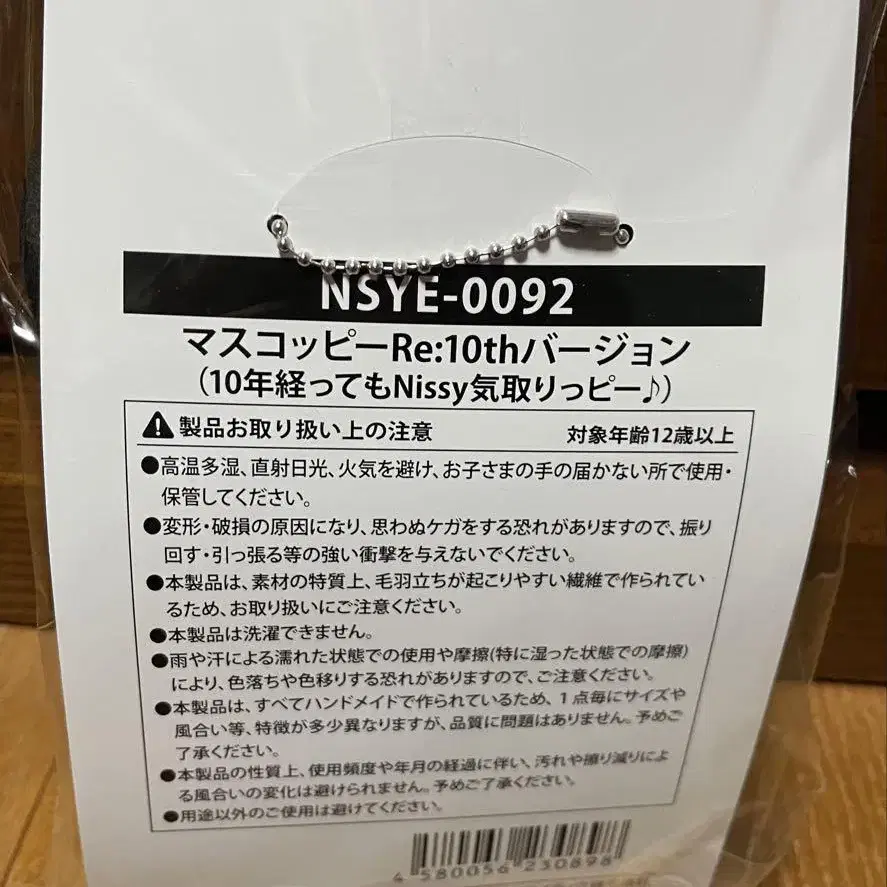 NSYE-0092
マスコッピーRe:10thバージョン
(10年経ってもNissy気取りっピー♪)
製品お取り扱い上の注意 対象年齢12歳以上
●高温多湿、直射日光、火気を避け、お子さまの手の届かない所で使用・
保管してください。
●変形・破損の原因になり、思わぬケガをする恐れがありますので、振り
回す・引っ張る等の強い衝撃を与えないでください。
●本製品は、素材の特質上、毛羽立ちが起こりやすい繊維で作られてい
るため、お取り扱いにご注意ください。
●本製品は洗濯できません。
●雨や汗による濡れた状態での使用や摩擦(特に湿った状態での摩擦)
により、色落ちや色移りする恐れがありますので、ご注意ください。
●本製品は、すべてハンドメイドで作られているため、1点毎にサイズや
風合い等、特徴が多少異なりますが、品質に問題はありません。予めご
了承ください。
●本製品の性質上、使用頻度や年月の経過に伴い、汚れや擦り減りによ
る風合いの変化は避けられません。予めご了承ください。
●用途以外のご使用は避けてください。
4 580056 230898